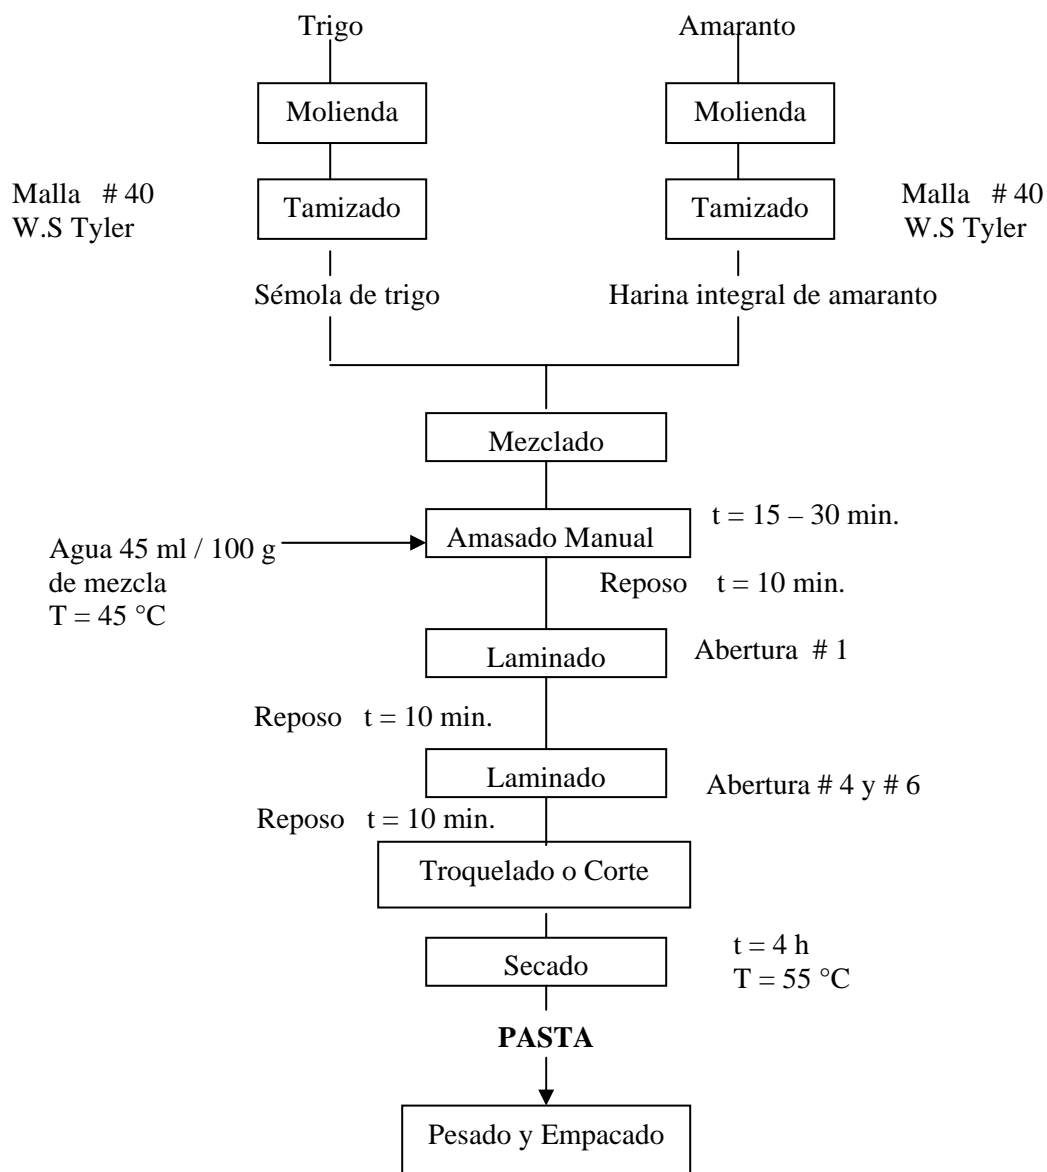 Trigo
Amaranto
Molienda
Molienda
Malla # 40
W.S Tyler
Tamizado
Tamizado
Malla # 40
W.S Tyler
Sémola de trigo
Harina integral de amaranto
Mezclado
Amasado Manual
t = 15 – 30 min.
Agua 45 ml / 100 g
de mezcla
T = 45 °C
Reposo t = 10 min.
Laminado
Abertura # 1
Reposo t = 10 min.
Laminado
Abertura # 4 y # 6
Reposo t = 10 min.
Troquelado o Corte
Secado
t = 4 h
T = 55 °C
PASTA
Pesado y Empacado